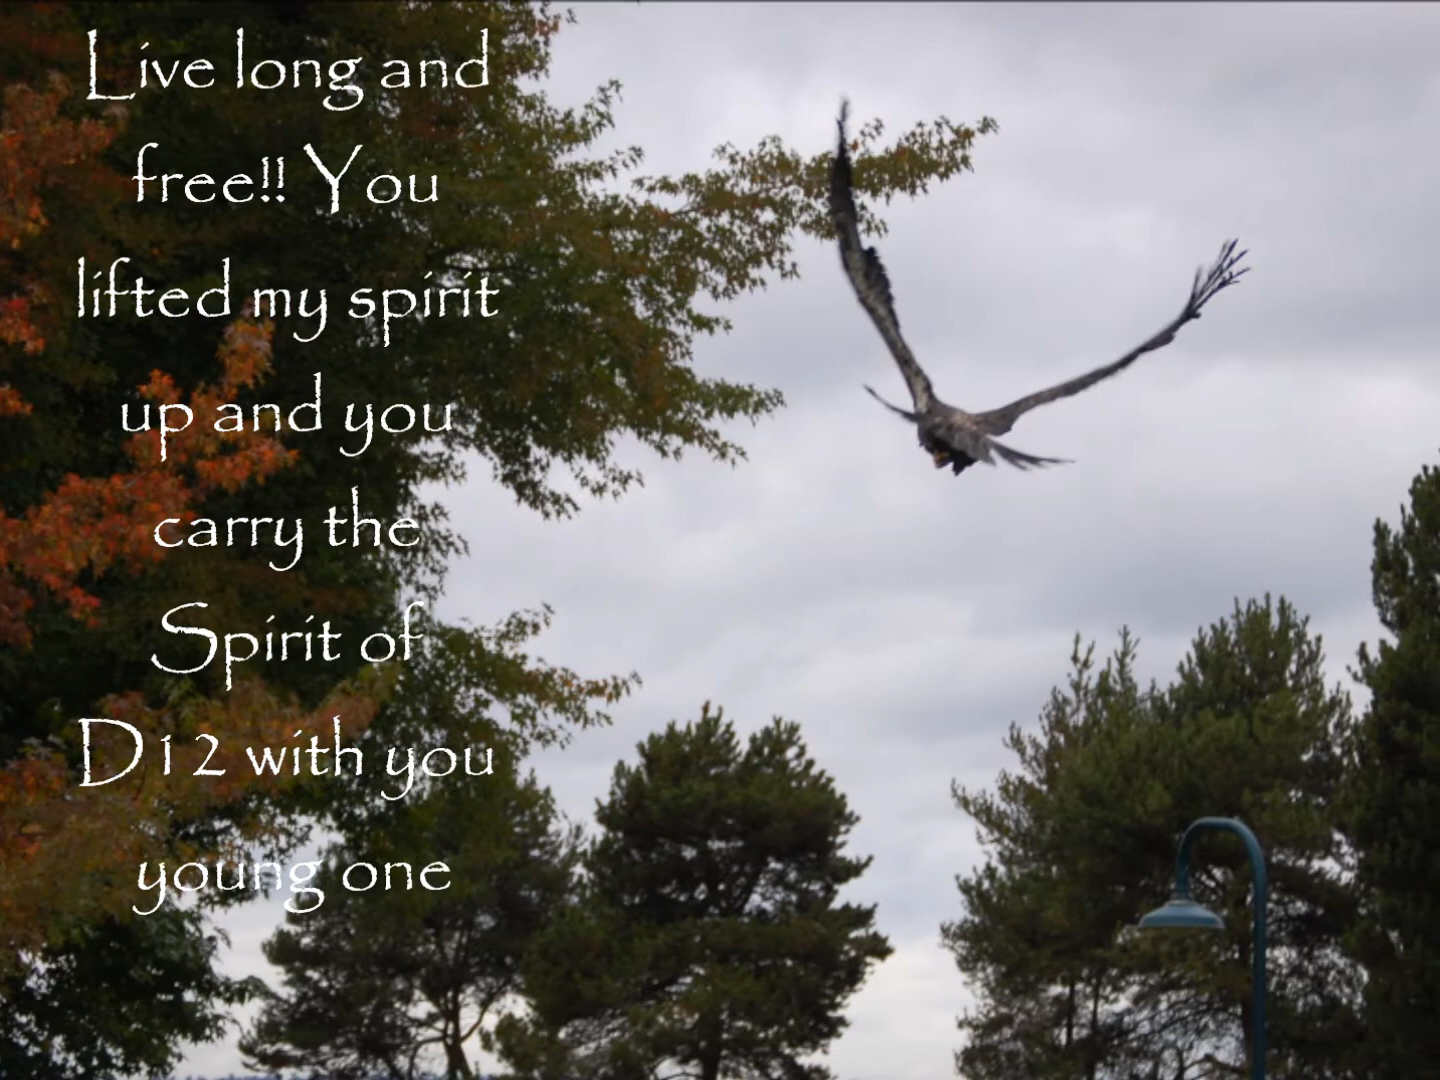 Live long and
free!! You
lifted my spirit
up and you
carry the
Spirit of
D12 with you
young one